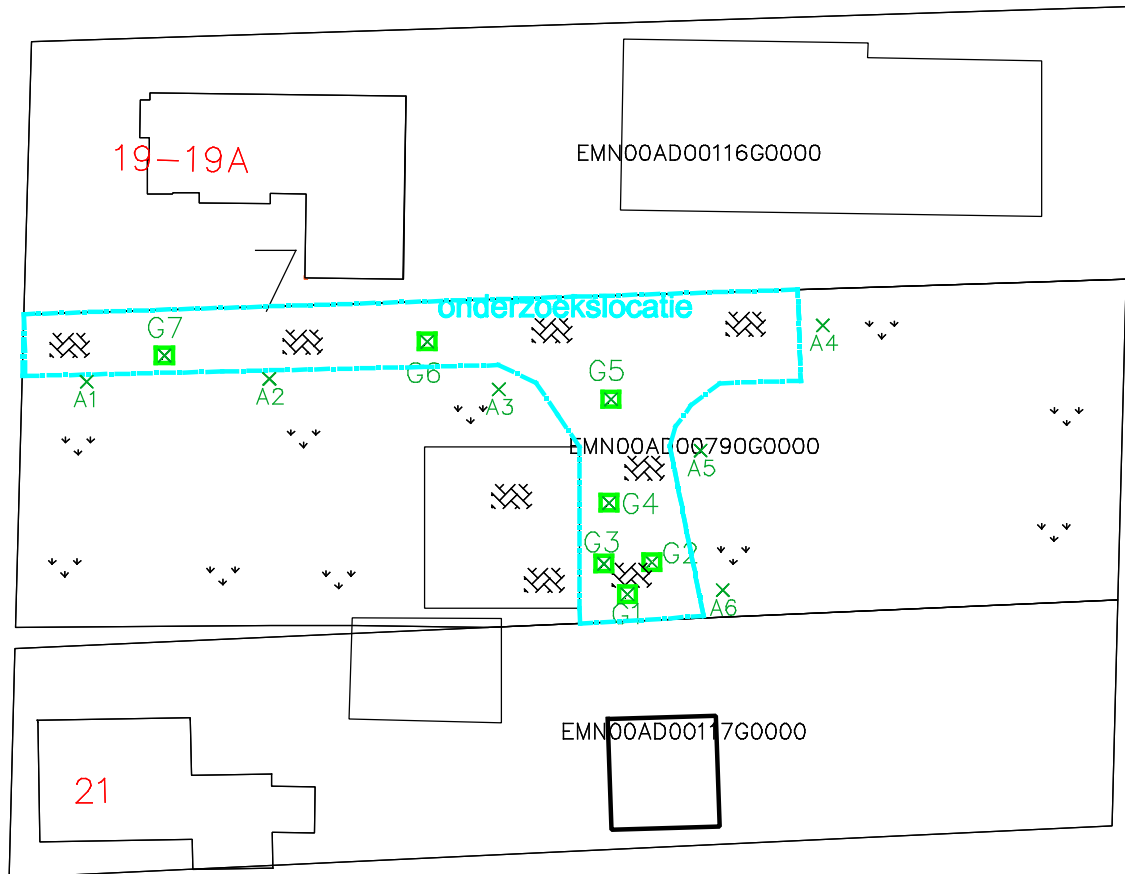 EMN00AD00116G0000
19-19A
onderzoekslocatie
G7
G6
A4
G5
A1
A2
A3
EMN00AD00790G0000
A5
G4
G3
G2
G1
A6
EMN00AD00117G0000
21